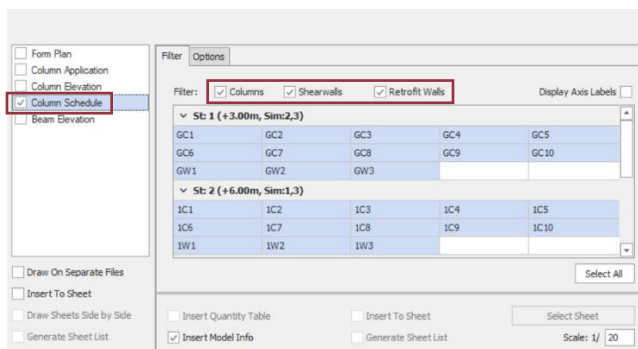 Form Plan
Column Application
Column Elevation
Column Schedule
Beam Elevation
Draw On Separate Files
Insert To Sheet
Draw Sheets Side by Side
Generate Sheet List
Filter Options
Filter: Columns Shearwalls Retrofit Walls Display Axis Labels
St: 1 (+3.00m, Sim:2,3)
GC1 GC2 GC3 GC4 GC5
GC6 GC7 GC8 GC9 GC10
GW1 GW2 GW3
St: 2 (+6.00m, Sim:1,3)
1C1 1C2 1C3 1C4 1C5
1C6 1C7 1C8 1C9 1C10
1W1 1W2 1W3
Select All
Insert Quantity Table Insert To Sheet Select Sheet
Insert Model Info Generate Sheet List Scale: 1/ 20